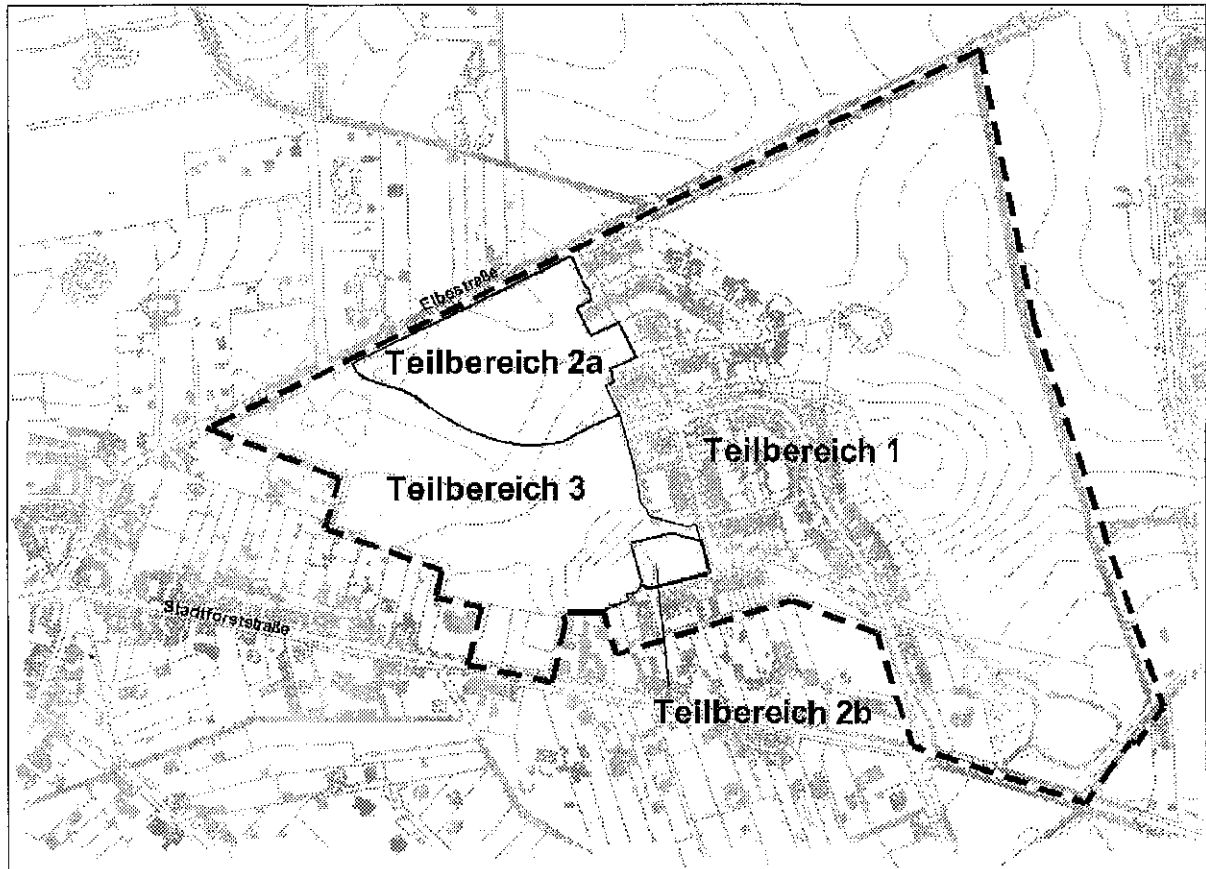 Elbestraße
Teilbereich 2a
Teilbereich 1
Teilbereich 3
Stadtforststraße
Teilbereich 2b